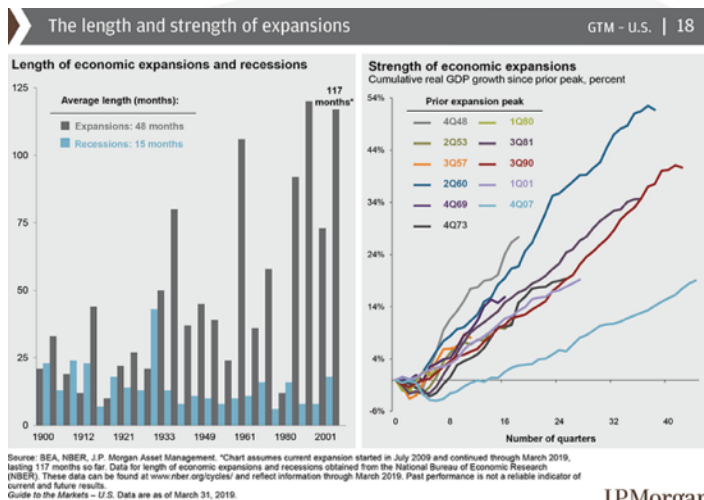 The length and strength of expansions
GTM – U.S. | 18
Length of economic expansions and recessions
125
100
75
50
25
0
Average length (months):
Expansions: 48 months
Recessions: 15 months
117
months*
1900 1912 1921 1933 1949 1961 1980 2001
Strength of economic expansions
Cumulative real GDP growth since prior peak, percent
54%
44%
34%
24%
14%
4%
-6%
Prior expansion peak
4Q48 1Q80
2Q53 3Q81
3Q57 3Q90
2Q60 1Q01
4Q69 4Q07
4Q73
0 8 16 24 32 40
Number of quarters
Source: BEA, NBER, J.P. Morgan Asset Management. *Chart assumes current expansion started in July 2009 and continued through March 2019,
lasting 117 months so far. Data for length of economic expansions and recessions obtained from the National Bureau of Economic Research
(NBER). These data can be found at www.nber.org/cycles/ and reflect information through March 2019. Past performance is not a reliable indicator of
current and future results.
Guide to the Markets – U.S. Data are as of March 31, 2019.
J.P.Morgan